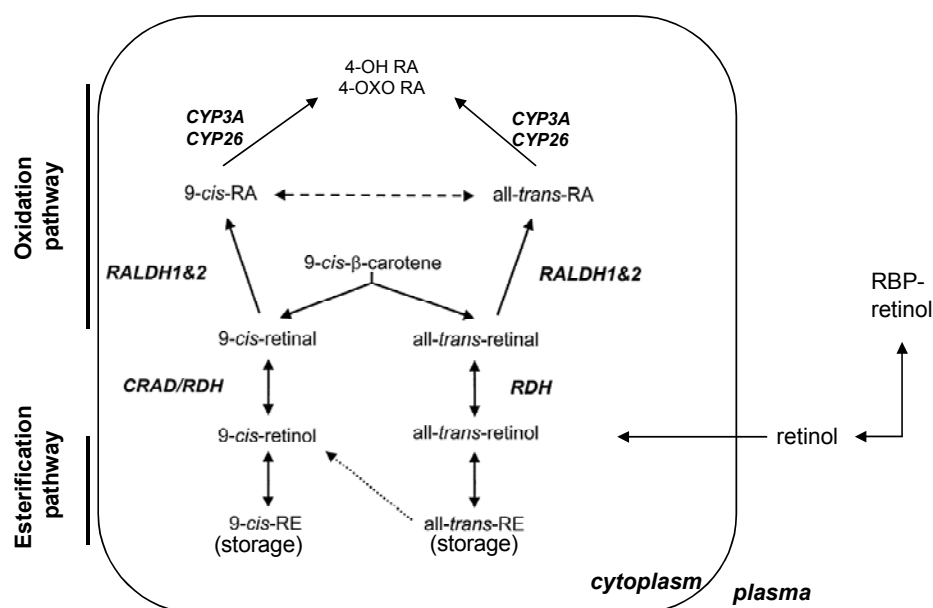 4-OH RA
4-OXO RA
CYP3A
CYP26
CYP3A
CYP26
Oxidation
pathway
9-cis-RA
all-trans-RA
9-cis-β-carotene
RALDH1&2
RALDH1&2
RBP-
retinol
9-cis-retinal
all-trans-retinal
CRAD/RDH
RDH
Esterification
pathway
9-cis-retinol
all-trans-retinol
retinol
9-cis-RE
(storage)
all-trans-RE
(storage)
cytoplasm
plasma